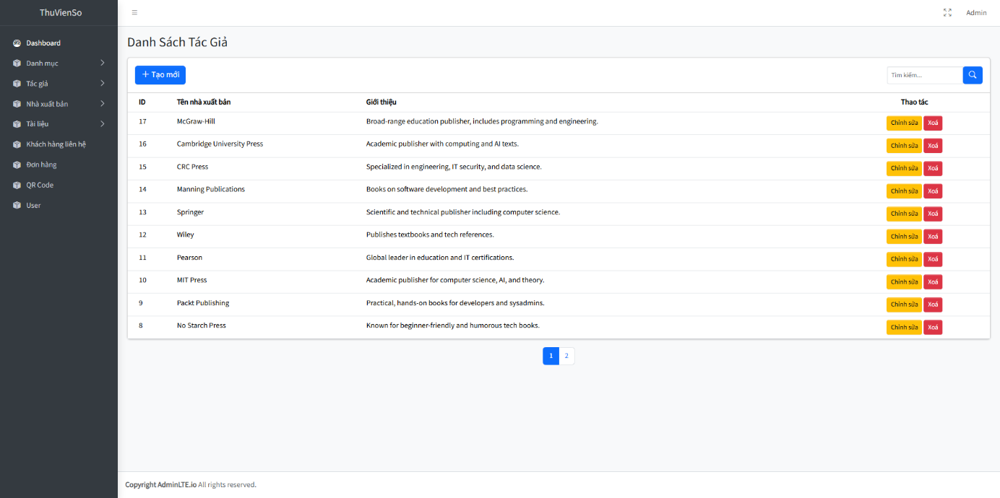 ThuVienSo
Admin
Dashboard
Danh mục
Tác giả
Nhà xuất bản
Tài liệu
Khách hàng liên hệ
Đơn hàng
QR Code
User
Danh Sách Tác Giả
+ Tạo mới
Tìm kiếm...
ID Tên nhà xuất bản Giới thiệu Thao tác
17 McGraw-Hill Broad-range education publisher, includes programming and engineering. Chỉnh sửa Xoá
16 Cambridge University Press Academic publisher with computing and AI texts. Chỉnh sửa Xoá
15 CRC Press Specialized in engineering, IT security, and data science. Chỉnh sửa Xoá
14 Manning Publications Books on software development and best practices. Chỉnh sửa Xoá
13 Springer Scientific and technical publisher including computer science. Chỉnh sửa Xoá
12 Wiley Publishes textbooks and tech references. Chỉnh sửa Xoá
11 Pearson Global leader in education and IT certifications. Chỉnh sửa Xoá
10 MIT Press Academic publisher for computer science, AI, and theory. Chỉnh sửa Xoá
9 Packt Publishing Practical, hands-on books for developers and sysadmins. Chỉnh sửa Xoá
8 No Starch Press Known for beginner-friendly and humorous tech books. Chỉnh sửa Xoá
1 2
Copyright AdminLTE.io All rights reserved.